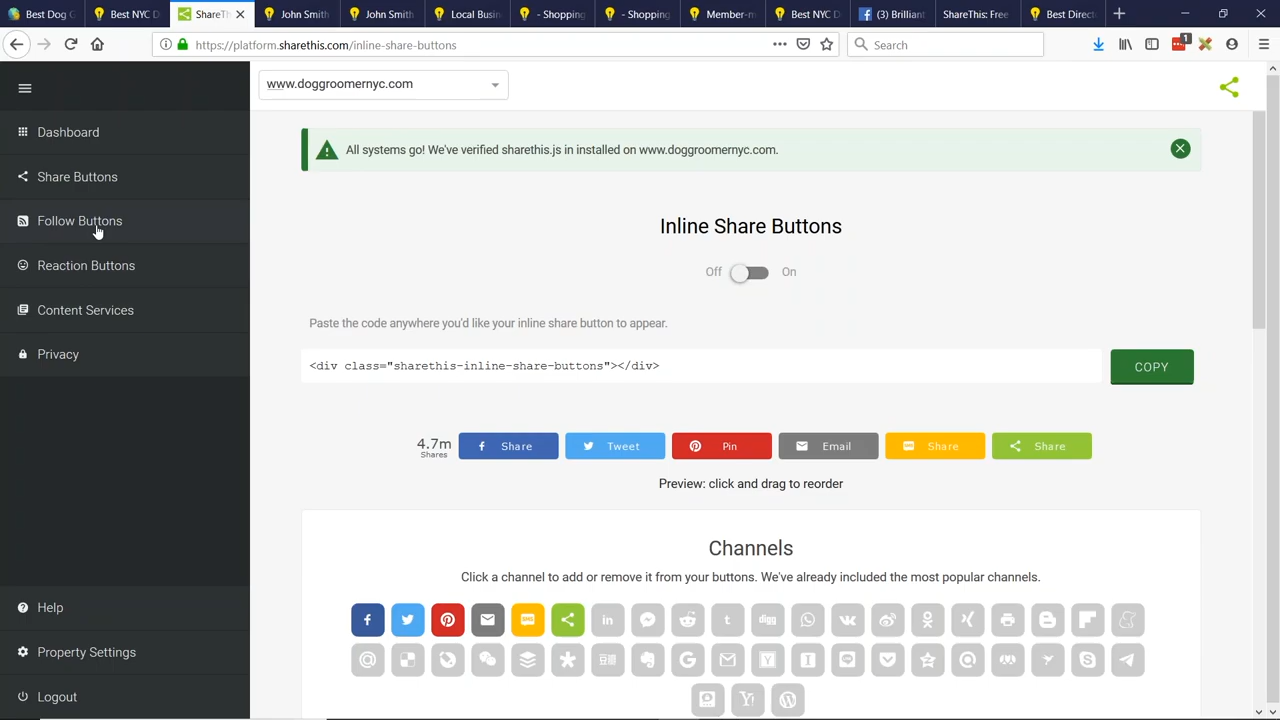 Best Dog G
Best NYC D
ShareTh
John Smith
John Smith
Local Busin
- Shopping
- Shopping
Member-m
Best NYC D
(3) Brilliant
ShareThis: Free
Best Direct
https://platform.sharethis.com/inline-share-buttons
Search
1
www.doggroomernyc.com
Dashboard
Share Buttons
Follow Buttons
Reaction Buttons
Content Services
Privacy
Help
Property Settings
Logout
All systems go! We've verified sharethis.js in installed on www.doggroomernyc.com.
Inline Share Buttons
Off On
Paste the code anywhere you'd like your inline share button to appear.
<div class="sharethis-inline-share-buttons"></div>
COPY
4.7m
Shares
Share Tweet Pin Email Share Share
Preview: click and drag to reorder
Channels
Click a channel to add or remove it from your buttons. We've already included the most popular channels.